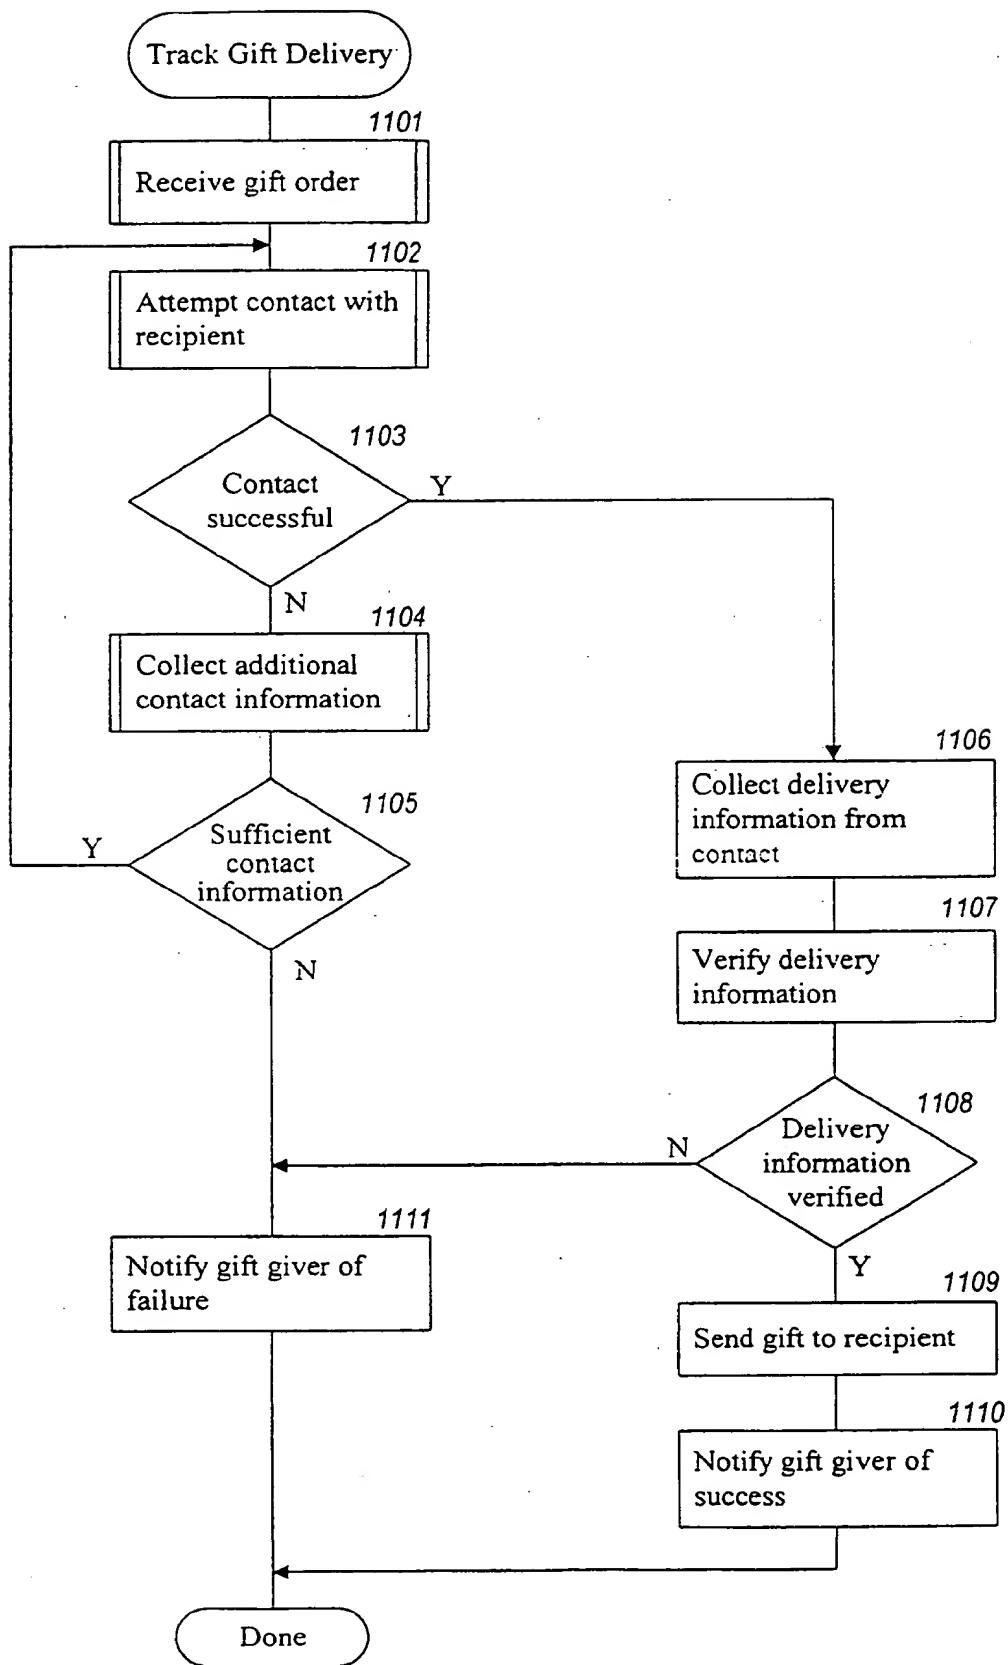 Track Gift Delivery
1101
Receive gift order
1102
Attempt contact with
recipient
1103
Contact
successful
Y
N
1104
Collect additional
contact information
1105
Sufficient
contact
information
Y
N
1106
Collect delivery
information from
contact
1107
Verify delivery
information
1108
Delivery
information
verified
N
Y
1109
Send gift to recipient
1110
Notify gift giver of
success
1111
Notify gift giver of
failure
Done